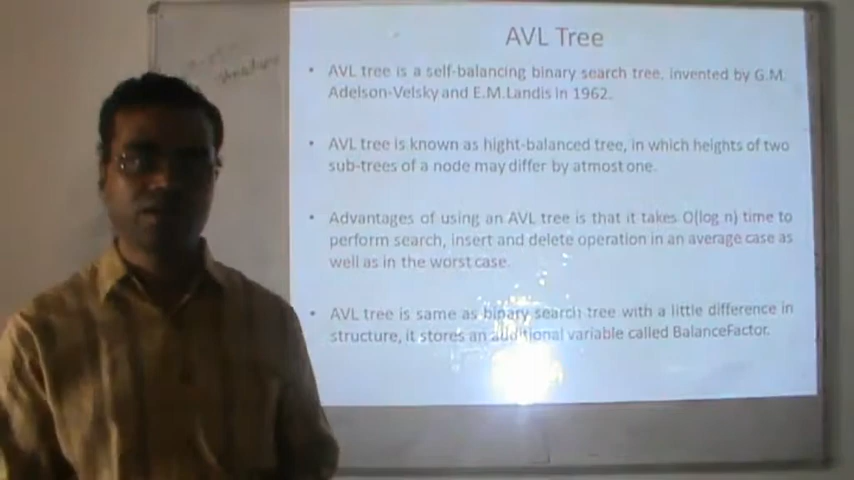 AVL Tree
• AVL tree is a self-balancing binary search tree, invented by G.M.
Adelson-Velsky and E.M.Landis in 1962.
• AVL tree is known as hight-balanced tree, in which heights of two
sub-trees of a node may differ by atmost one.
• Advantages of using an AVL tree is that it takes O(log n) time to
perform search, insert and delete operation in an average case as
well as in the worst case.
• AVL tree is same as binary search tree with a little difference in
structure, it stores an additional variable called BalanceFactor.